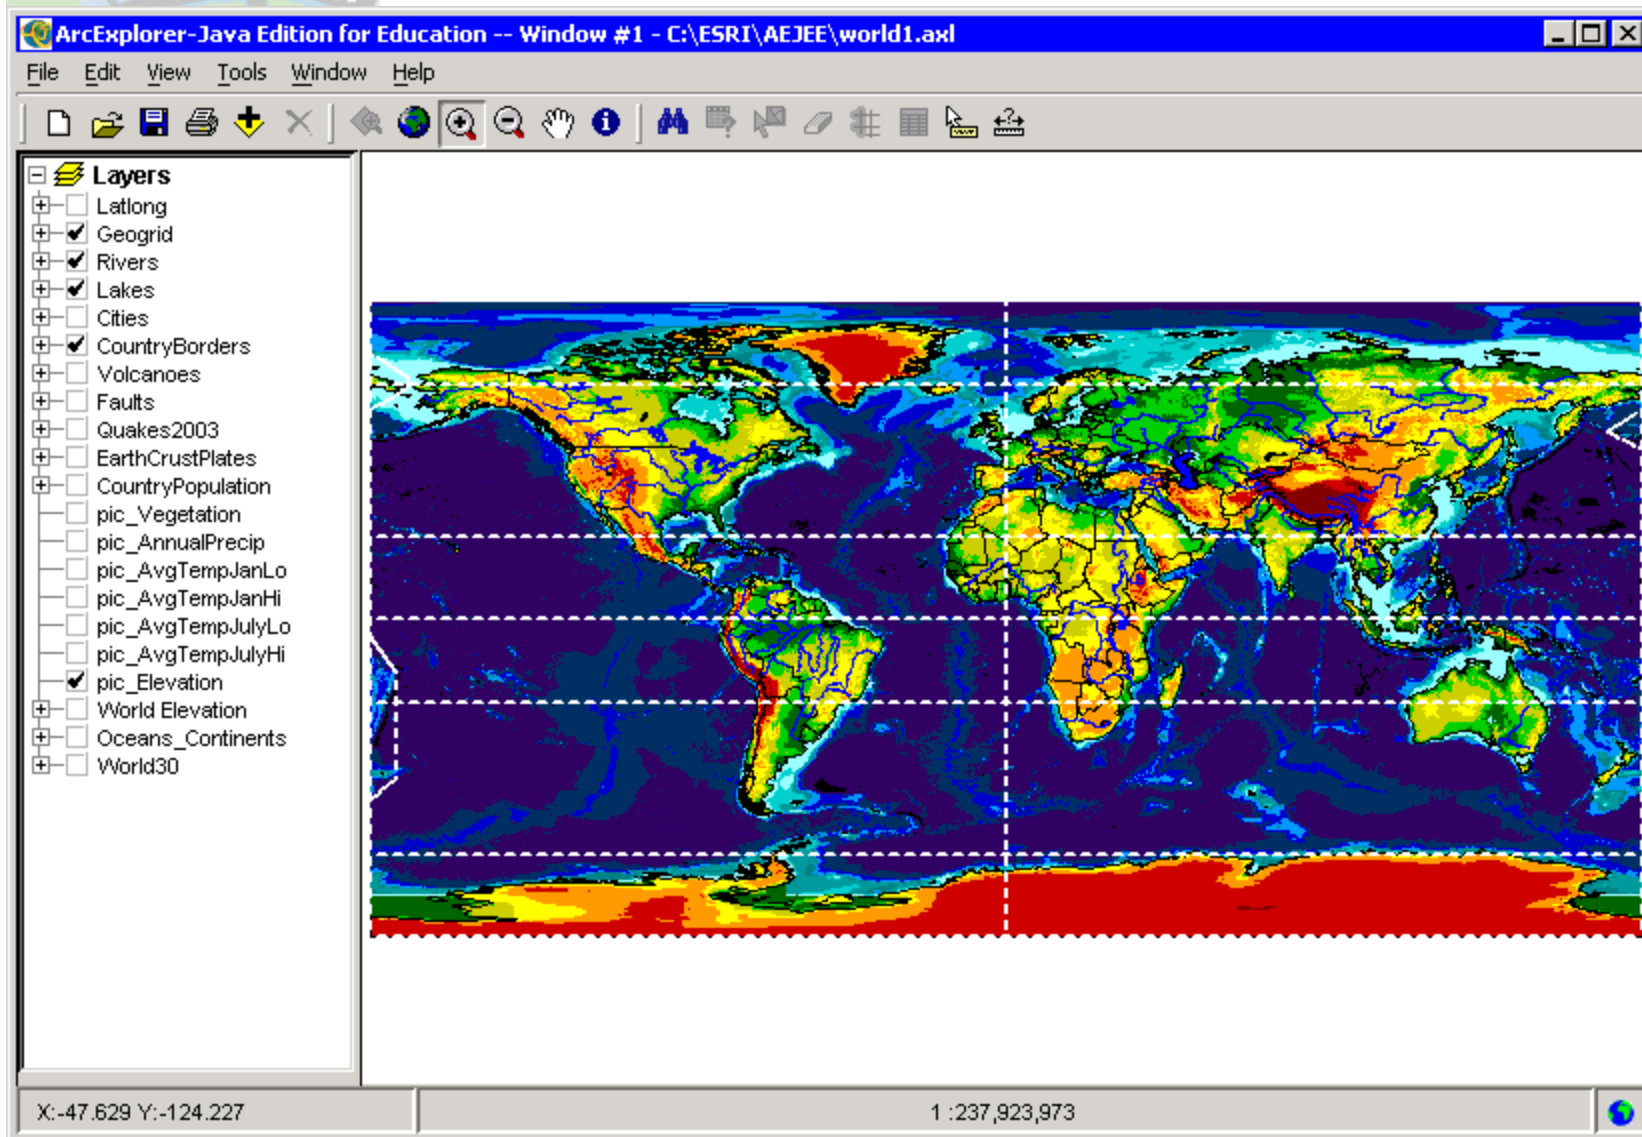 ArcExplorer-Java Edition for Education -- Window #1 - C:\ESRI\AEJEE\world1.axl
File Edit View Tools Window Help
Layers
Latlong
Geogrid
Rivers
Lakes
Cities
CountryBorders
Volcanoes
Faults
Quakes2003
EarthCrustPlates
CountryPopulation
pic_Vegetation
pic_AnnualPrecip
pic_AvgTempJanLo
pic_AvgTempJanHi
pic_AvgTempJulyLo
pic_AvgTempJulyHi
pic_Elevation
World Elevation
Oceans_Continents
World30
X:-47.629 Y:-124.227
1 :237,923,973